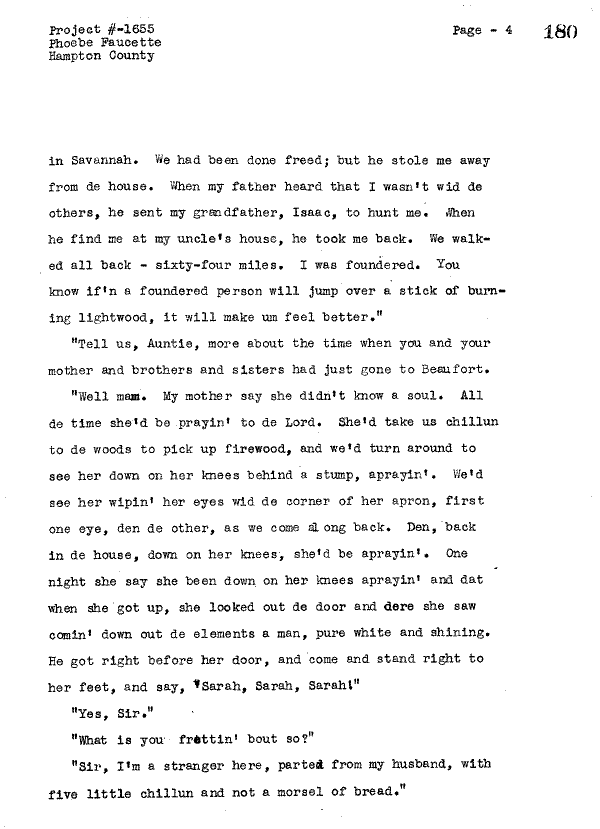 Project #-1655
Phoebe Faucette
Hampton County
Page - 4 180
in Savannah. We had been done freed; but he stole me away
from de house. When my father heard that I wasn't wid de
others, he sent my grandfather, Isaac, to hunt me. When
he find me at my uncle's house, he took me back. We walk-
ed all back - sixty-four miles. I was foundered. You
know if'n a foundered person will jump over a stick of burn-
ing lightwood, it will make um feel better."
"Tell us, Auntie, more about the time when you and your
mother and brothers and sisters had just gone to Beaufort.
"Well mam. My mother say she didn't know a soul. All
de time she'd be prayin' to de Lord. She'd take us chillun
to de woods to pick up firewood, and we'd turn around to
see her down on her knees behind a stump, aprayin'. We'd
see her wipin' her eyes wid de corner of her apron, first
one eye, den de other, as we come along back. Den, back
in de house, down on her knees, she'd be aprayin'. One
night she say she been down on her knees aprayin' and dat
when she got up, she looked out de door and dere she saw
comin' down out de elements a man, pure white and shining.
He got right before her door, and come and stand right to
her feet, and say, 'Sarah, Sarah, Sarah!"
"Yes, Sir."
"What is you frettin' bout so?"
"Sir, I'm a stranger here, parted from my husband, with
five little chillun and not a morsel of bread."